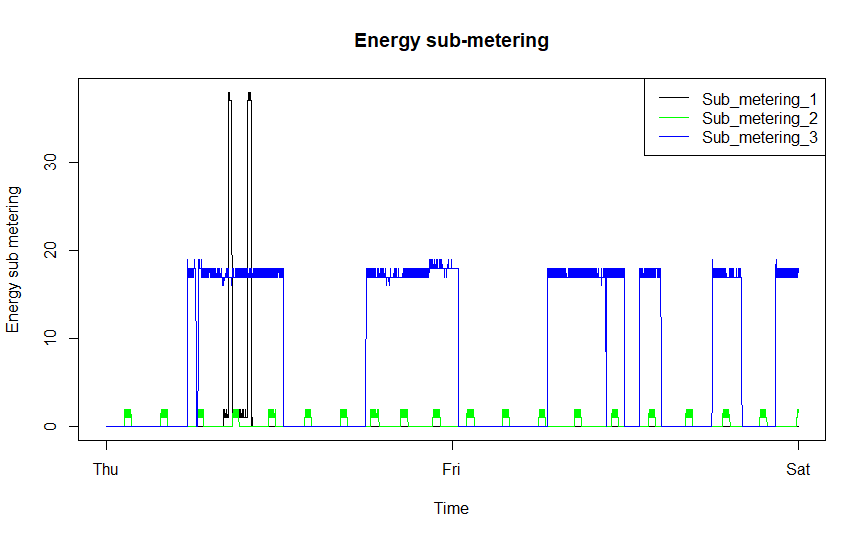 Energy sub-metering
Sub_metering_1
Sub_metering_2
Sub_metering_3
Energy sub metering
30
20
10
0
Thu
Fri
Sat
Time